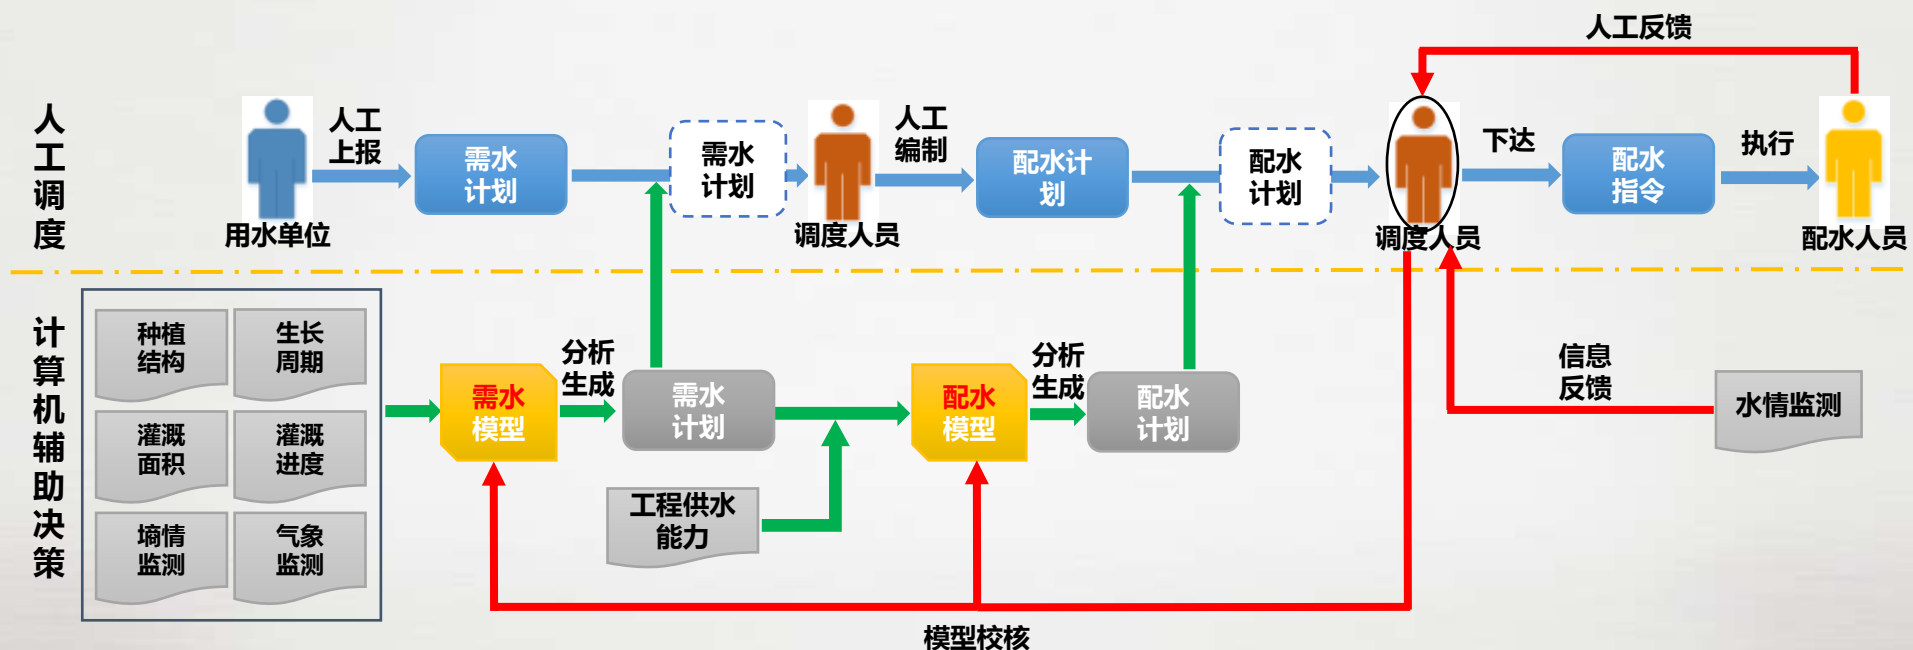 人工反馈
人工调度
人工
上报
需水
计划
需水
计划
人工
编制
配水计
划
配水
计划
下达
配水
指令
执行
用水单位
调度人员
调度人员
配水人员
计算机辅助决策
种植
结构
生长
周期
灌溉
面积
灌溉
进度
墒情
监测
气象
监测
需水
模型
分析
生成
需水
计划
工程供水
能力
配水
模型
分析
生成
配水
计划
信息
反馈
水情监测
模型校核